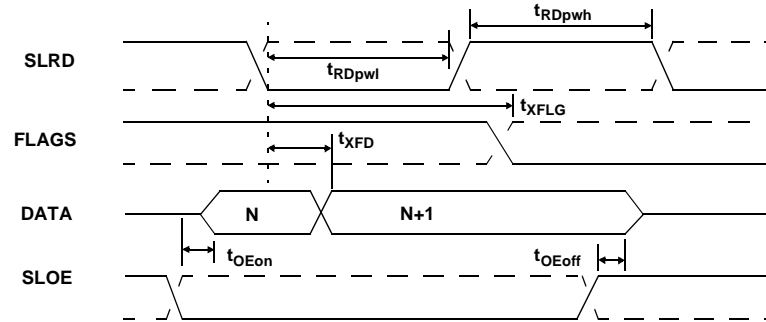 tRDpwh
SLRD
tRDpwl
tXFLG
FLAGS
tXFD
DATA
N
N+1
tOEon
tOEoff
SLOE